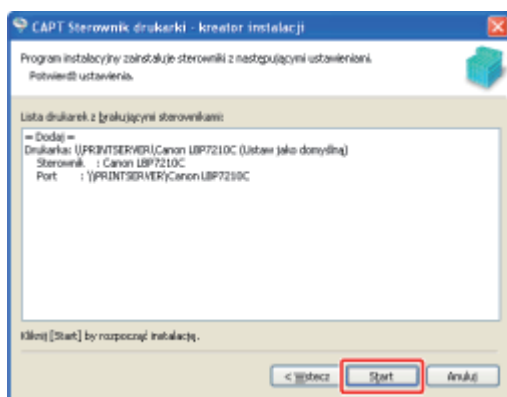 CAPT Sterownik drukarki - kreator instalacji
Program instalacyjny zainstaluje sterowniki z następującymi ustawieniami.
Potwierdź ustawienia.
Lista drukarek z brakującymi sterownikami:
= Dodaj =
Drukarka: \\PRINTSERVER\Canon LBP7210C (Ustaw jako domyślną)
Sterownik : Canon LBP7210C
Port : \\PRINTSERVER\Canon LBP7210C
Kliknij [Start] by rozpocząć instalację.
< Wstecz
Start
Anuluj